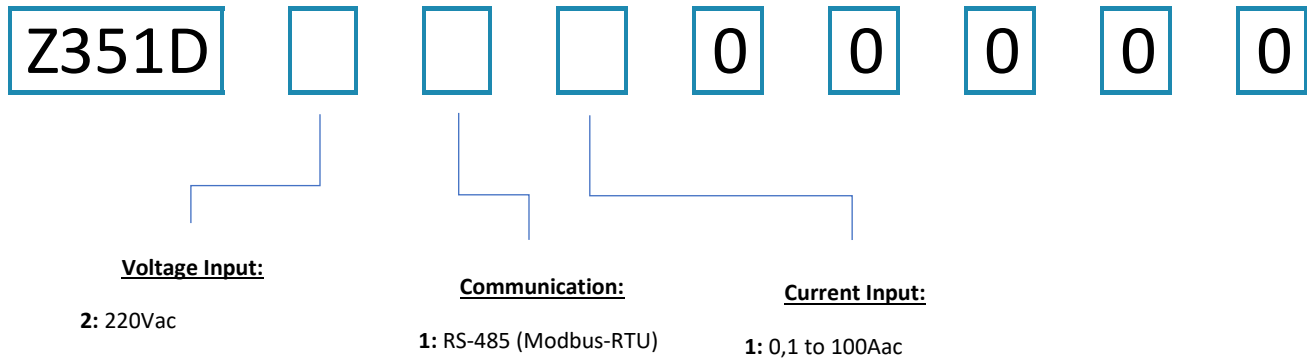 Z351D 0 0 0 0 0
Voltage Input:
2: 220Vac
Communication:
1: RS-485 (Modbus-RTU)
Current Input:
1: 0,1 to 100Aac